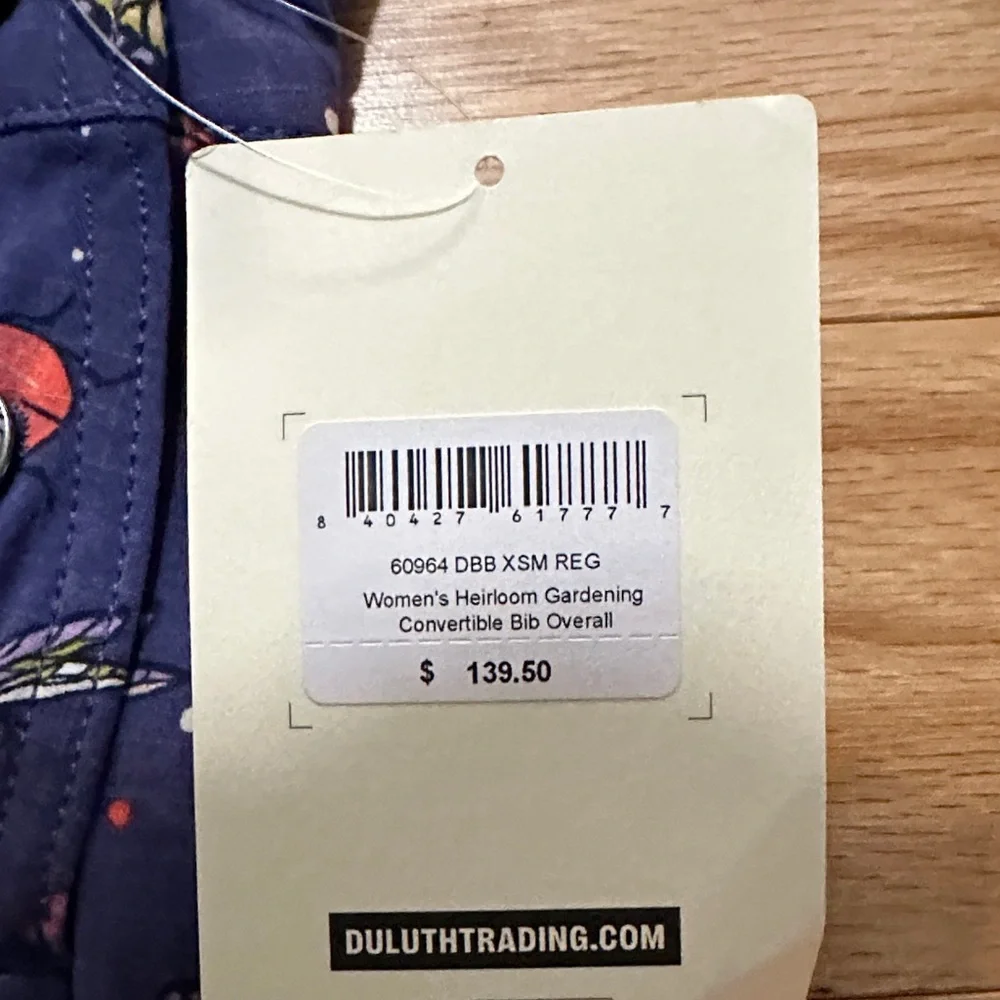 8 40427 61777 7
60964 DBB XSM REG
Women's Heirloom Gardening
Convertible Bib Overall
$ 139.50
DULUTHTRADING.COM